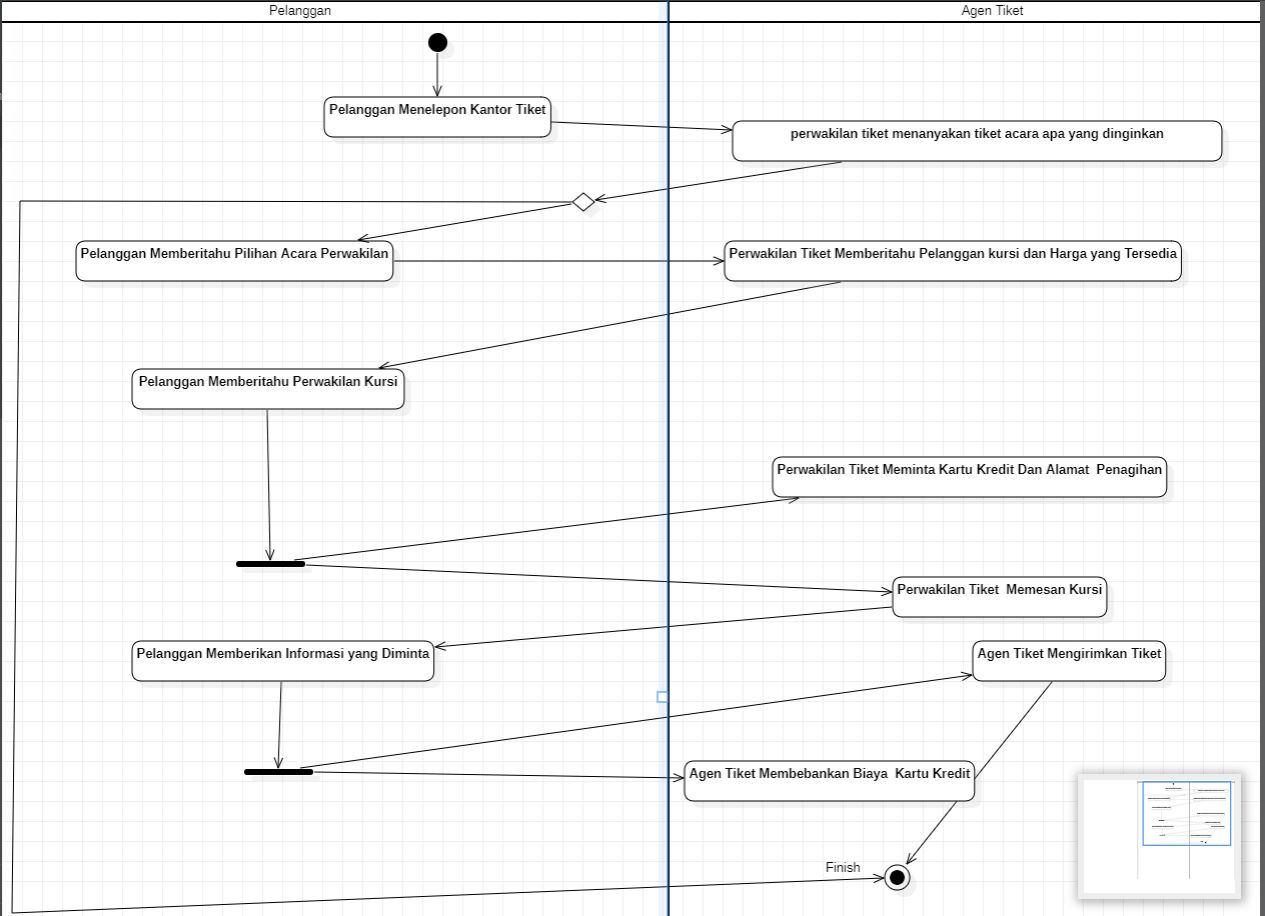 Pelanggan
Agen Tiket
Pelanggan Menelepon Kantor Tiket
perwakilan tiket menanyakan tiket acara apa yang dinginkan
Pelanggan Memberitahu Pilihan Acara Perwakilan
Perwakilan Tiket Memberitahu Pelanggan kursi dan Harga yang Tersedia
Pelanggan Memberitahu Perwakilan Kursi
Perwakilan Tiket Meminta Kartu Kredit Dan Alamat  Penagihan
Perwakilan Tiket  Memesan Kursi
Pelanggan Memberikan Informasi yang Diminta
Agen Tiket Mengirimkan Tiket
Agen Tiket Membebankan Biaya  Kartu Kredit
Finish